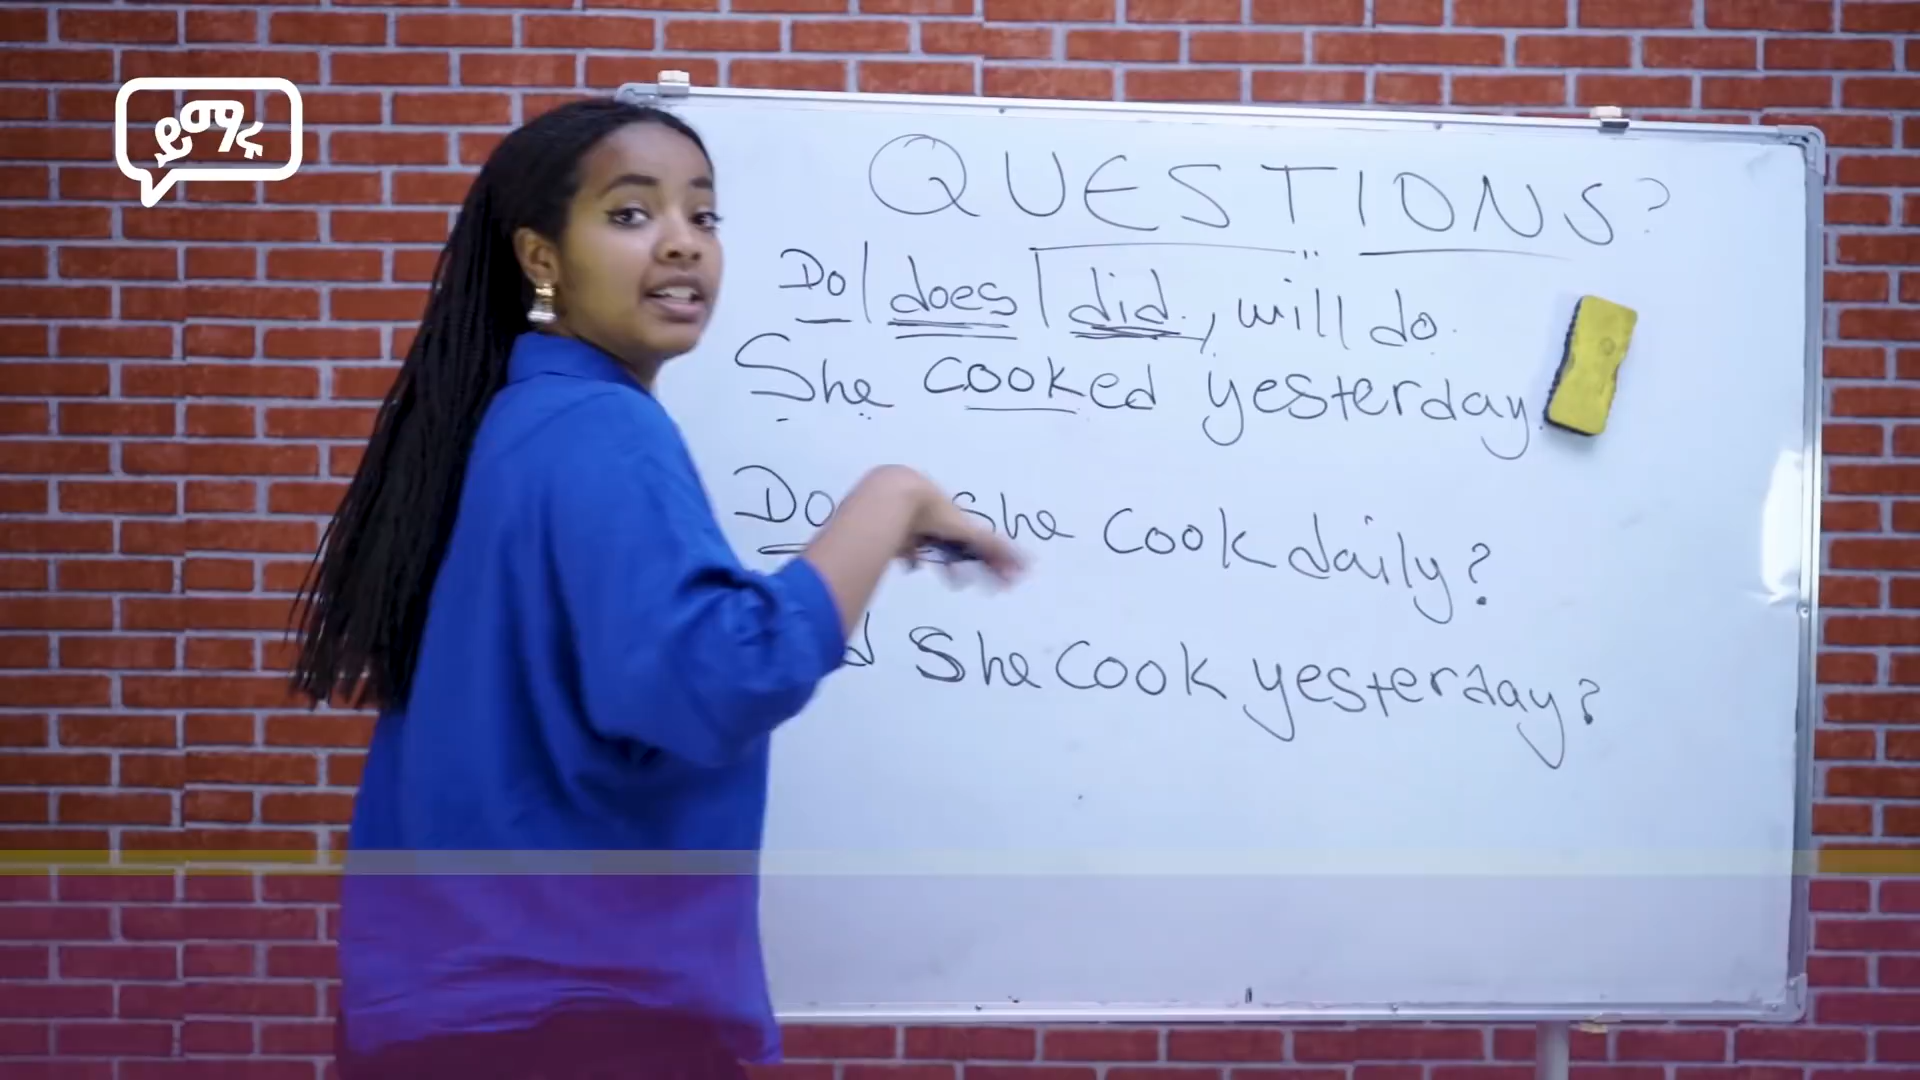 ይማሩ
QUESTIONS?
Do / does / did, will do.
She cooked yesterday.
she cook daily?
She cook yesterday?